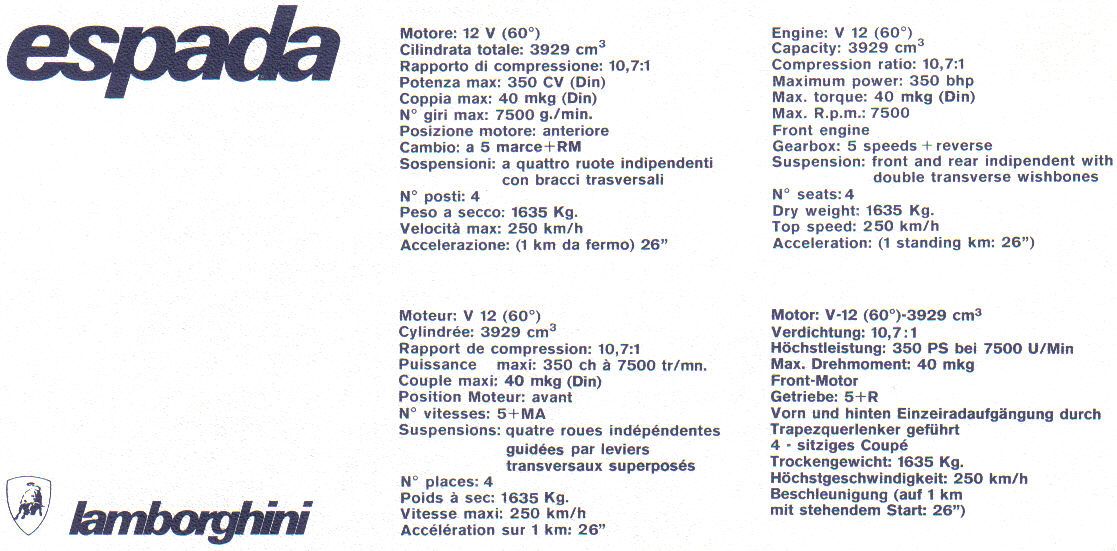 espada
Motore: 12 V (60°)
Cilindrata totale: 3929 cm³
Rapporto di compressione: 10,7:1
Potenza max: 350 CV (Din)
Coppia max: 40 mkg (Din)
N° giri max: 7500 g./min.
Posizione motore: anteriore
Cambio: a 5 marce+RM
Sospensioni: a quattro ruote indipendenti
con bracci trasversali
N° posti: 4
Peso a secco: 1635 Kg.
Velocità max: 250 km/h
Accelerazione: (1 km da fermo) 26”
Engine: V 12 (60°)
Capacity: 3929 cm³
Compression ratio: 10,7:1
Maximum power: 350 bhp
Max. torque: 40 mkg (Din)
Max. R.p.m.: 7500
Front engine
Gearbox: 5 speeds + reverse
Suspension: front and rear indipendent with
double transverse wishbones
N° seats: 4
Dry weight: 1635 Kg.
Top speed: 250 km/h
Acceleration: (1 standing km: 26”)
Moteur: V 12 (60°)
Cylindrée: 3929 cm³
Rapport de compression: 10,7:1
Puissance maxi: 350 ch à 7500 tr/mn.
Couple maxi: 40 mkg (Din)
Position Moteur: avant
N° vitesses: 5+MA
Suspensions: quatre roues indépéndentes
guidées par leviers
transversaux superposés
N° places: 4
Poids à sec: 1635 Kg.
Vitesse maxi: 250 km/h
Accélération sur 1 km: 26”
Motor: V-12 (60°)-3929 cm³
Verdichtung: 10,7:1
Höchstleistung: 350 PS bei 7500 U/Min
Max. Drehmoment: 40 mkg
Front-Motor
Getriebe: 5+R
Vorn und hinten Einzeiradaufgängung durch
Trapezquerlenker geführt
4 - sitziges Coupé
Trockengewicht: 1635 Kg.
Höchstgeschwindigkeit: 250 km/h
Beschleunigung (auf 1 km
mit stehendem Start: 26”)
lamborghini